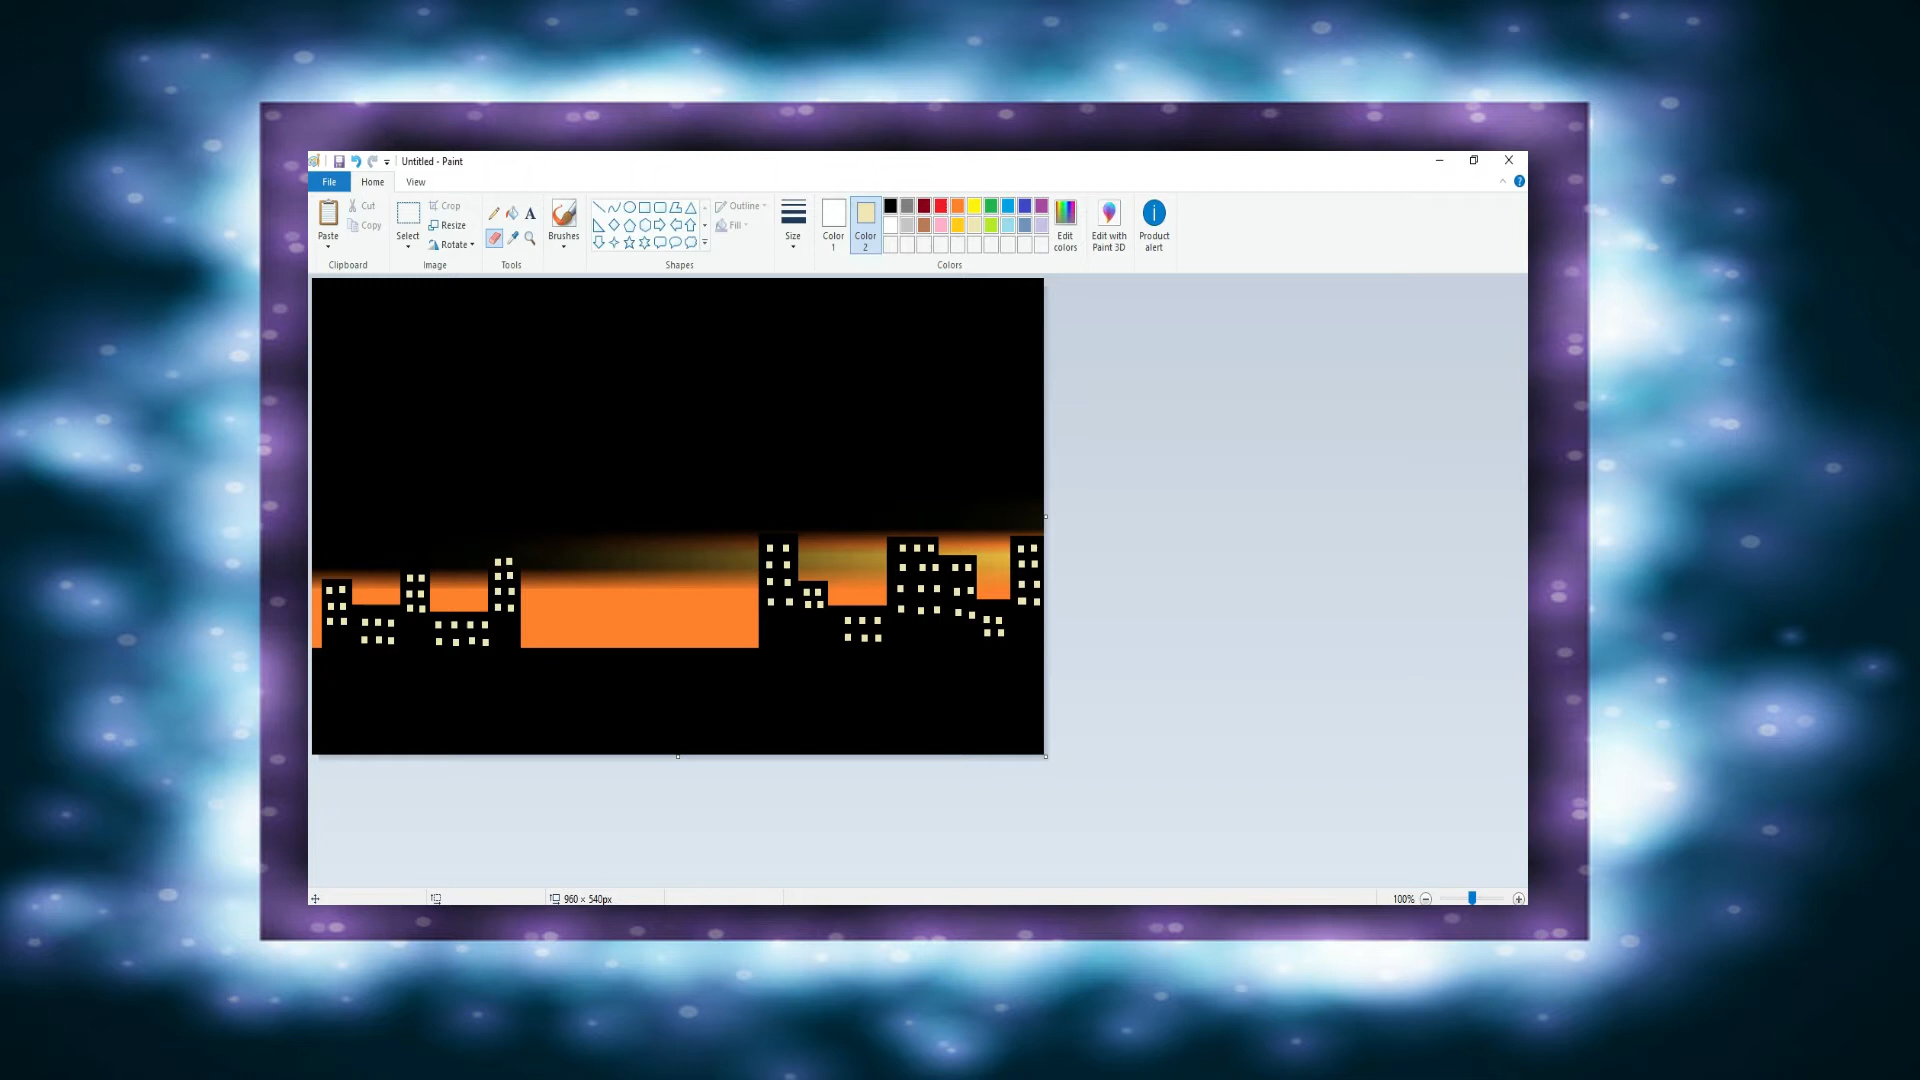 Untitled - Paint
File Home View
Paste
Cut
Copy
Clipboard
Select
Crop
Resize
Rotate
Image
A
Tools
Brushes
Outline
Fill
Shapes
Size
Color 1
Color 2
Edit colors
Colors
Edit with Paint 3D
Product alert
960 × 540px
100%